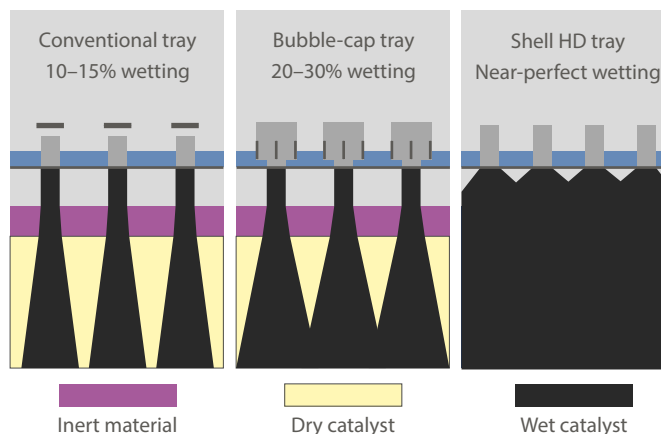 Conventional tray
10–15% wetting
Bubble-cap tray
20–30% wetting
Shell HD tray
Near-perfect wetting
Inert material
Dry catalyst
Wet catalyst